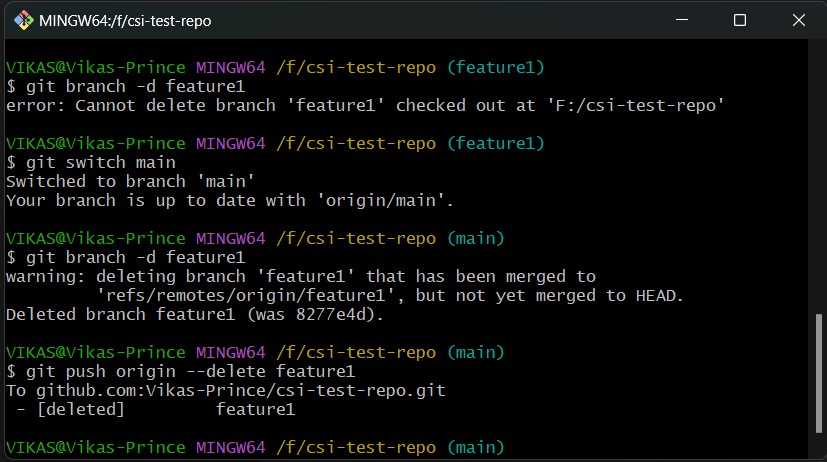 MINGW64:/f/csi-test-repo
VIKAS@Vikas-Prince MINGW64 /f/csi-test-repo (feature1)
$ git branch -d feature1
error: Cannot delete branch 'feature1' checked out at 'F:/csi-test-repo'
VIKAS@Vikas-Prince MINGW64 /f/csi-test-repo (feature1)
$ git switch main
Switched to branch 'main'
Your branch is up to date with 'origin/main'.
VIKAS@Vikas-Prince MINGW64 /f/csi-test-repo (main)
$ git branch -d feature1
warning: deleting branch 'feature1' that has been merged to
'refs/remotes/origin/feature1', but not yet merged to HEAD.
Deleted branch feature1 (was 8277e4d).
VIKAS@Vikas-Prince MINGW64 /f/csi-test-repo (main)
$ git push origin --delete feature1
To github.com:Vikas-Prince/csi-test-repo.git
- [deleted]         feature1
VIKAS@Vikas-Prince MINGW64 /f/csi-test-repo (main)